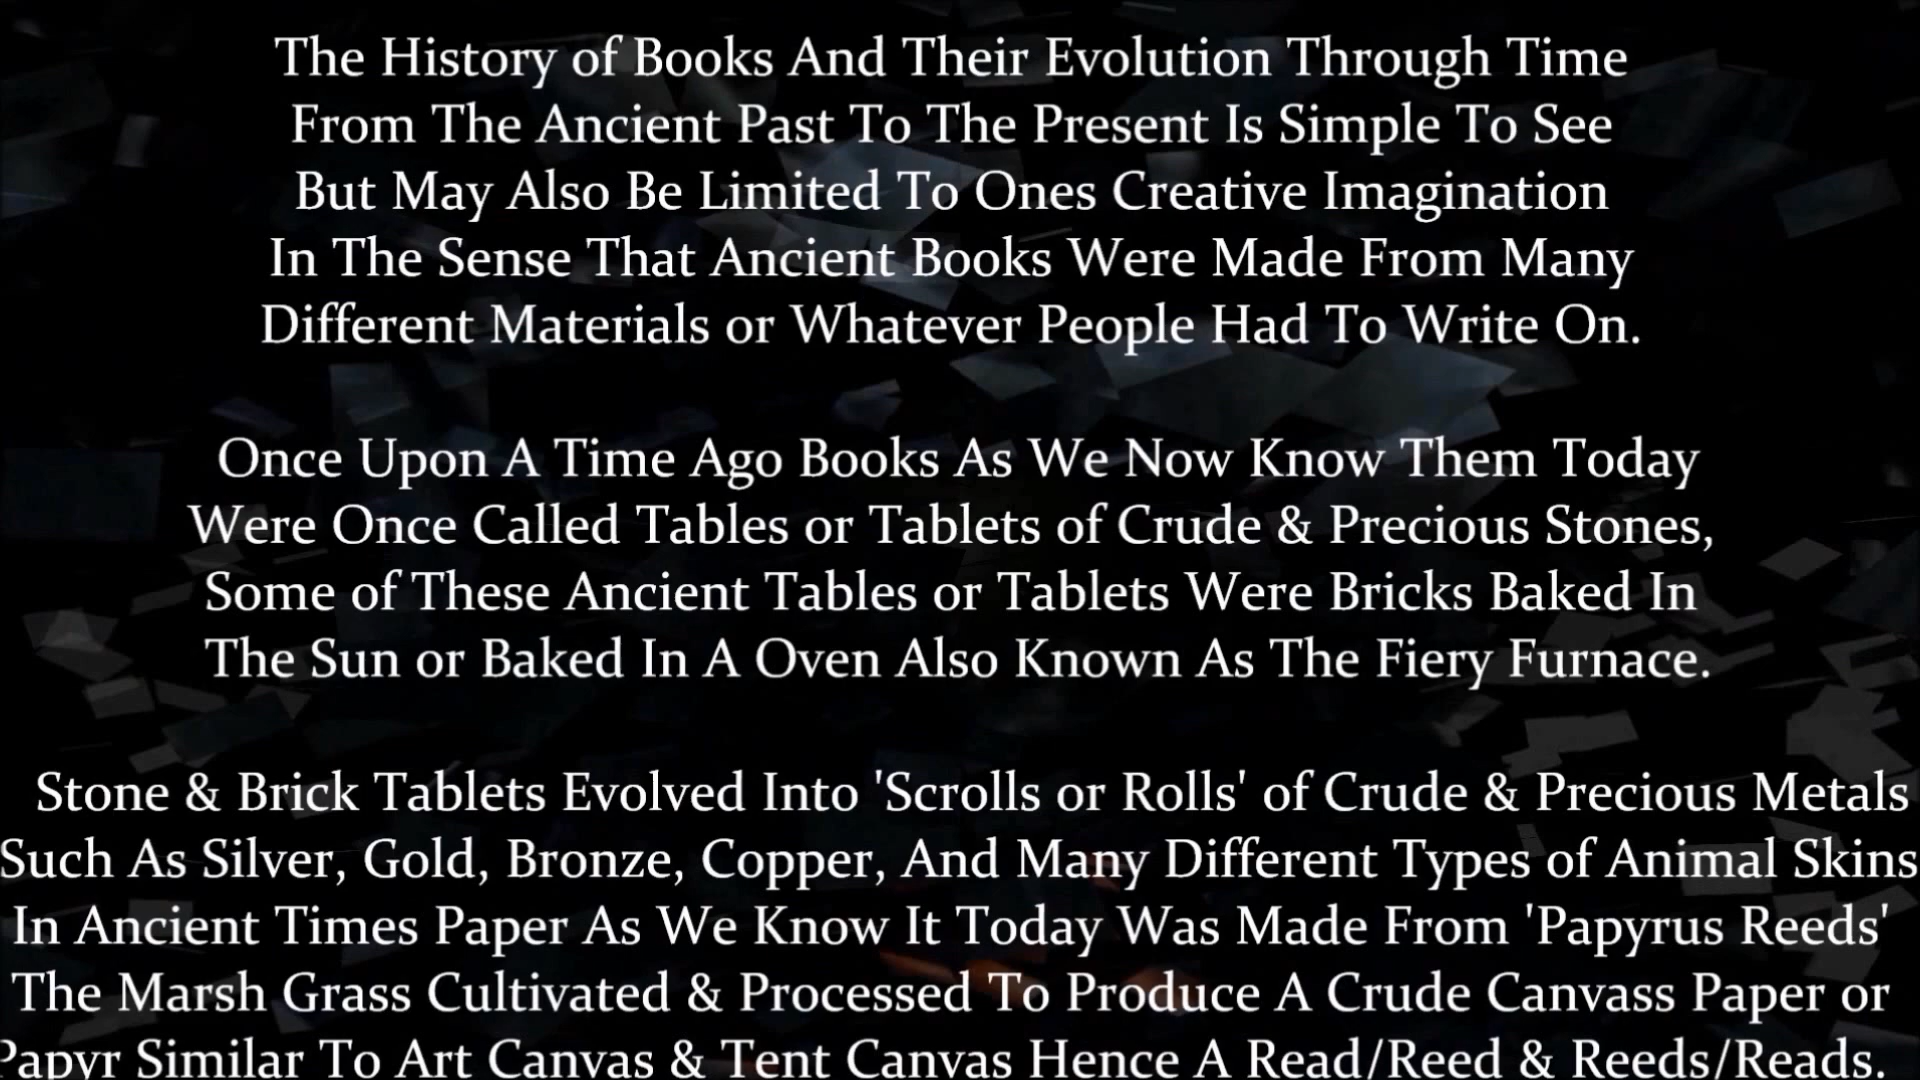 The History of Books And Their Evolution Through Time
From The Ancient Past To The Present Is Simple To See
But May Also Be Limited To Ones Creative Imagination
In The Sense That Ancient Books Were Made From Many
Different Materials or Whatever People Had To Write On.
Once Upon A Time Ago Books As We Now Know Them Today
Were Once Called Tables or Tablets of Crude & Precious Stones,
Some of These Ancient Tables or Tablets Were Bricks Baked In
The Sun or Baked In A Oven Also Known As The Fiery Furnace.
Stone & Brick Tablets Evolved Into 'Scrolls or Rolls' of Crude & Precious Metals
Such As Silver, Gold, Bronze, Copper, And Many Different Types of Animal Skins
In Ancient Times Paper As We Know It Today Was Made From 'Papyrus Reeds'
The Marsh Grass Cultivated & Processed To Produce A Crude Canvass Paper or
Papyr Similar To Art Canvas & Tent Canvas Hence A Read/Reed & Reeds/Reads.